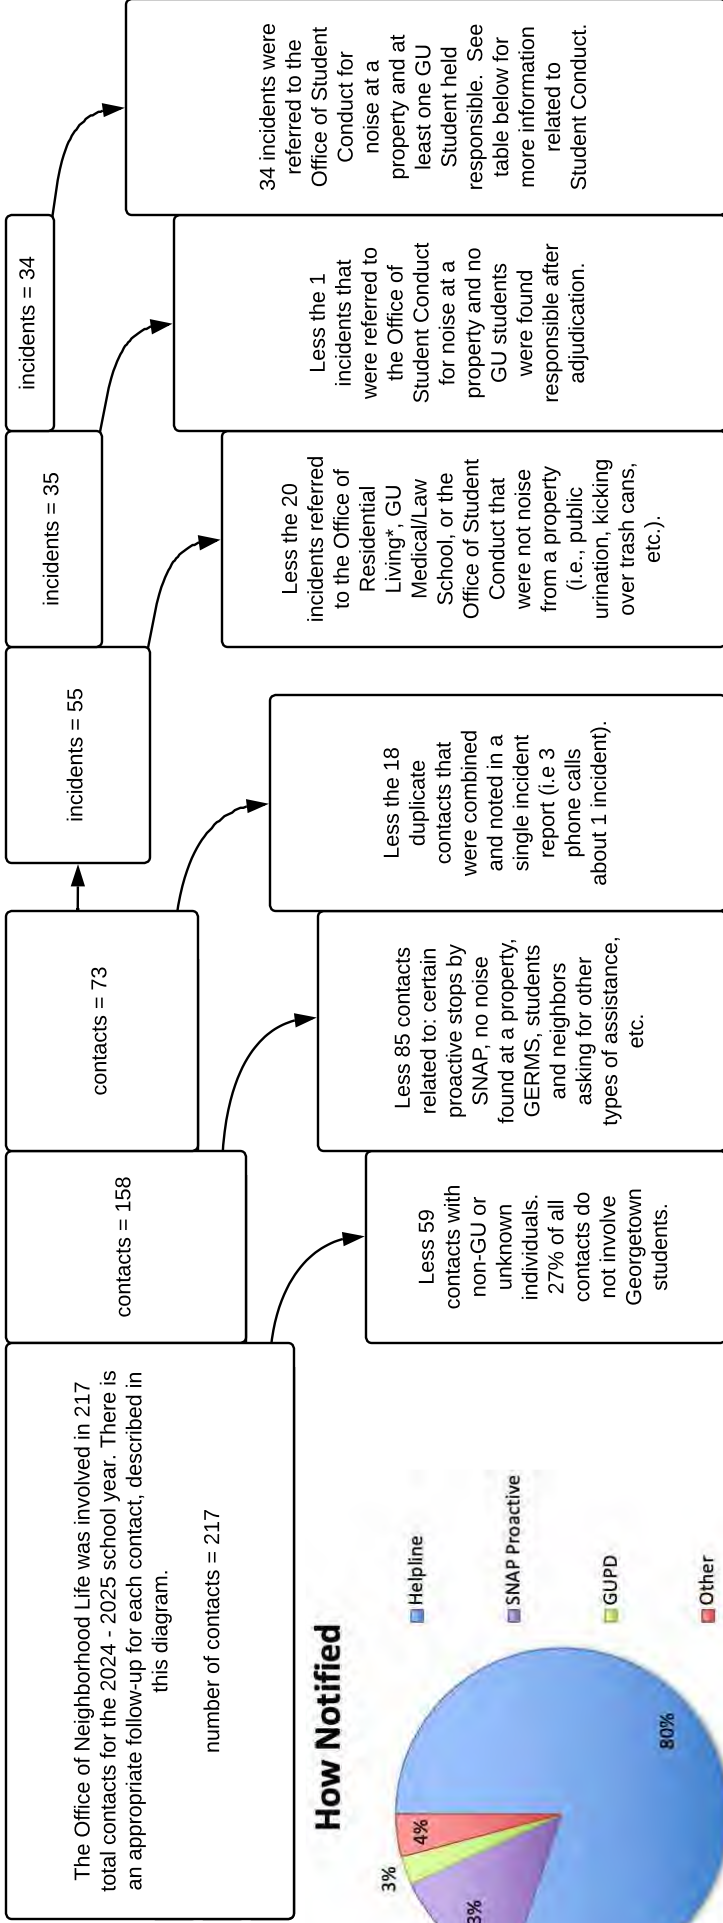 The Office of Neighborhood Life was involved in 217
total contacts for the 2024 - 2025 school year. There is
an appropriate follow-up for each contact, described in
this diagram.
number of contacts = 217
contacts = 158
contacts = 73
incidents = 55
incidents = 35
incidents = 34
Less 59
contacts with
non-GU or
unknown
individuals.
27% of all
contacts do
not involve
Georgetown
students.
Less 85 contacts
related to: certain
proactive stops by
SNAP, no noise
found at a property,
GERMS, students
and neighbors
asking for other
types of assistance,
etc.
Less the 18
duplicate
contacts that
were combined
and noted in a
single incident
report (i.e 3
phone calls
about 1 incident).
Less the 20
incidents referred
to the Office of
Residential
Living*, GU
Medical/Law
School, or the
Office of Student
Conduct that
were not noise
from a property
(i.e., public
urination, kicking
over trash cans,
etc.).
Less the 1
incidents that
were referred to
the Office of
Student Conduct
for noise at a
property and no
GU students
were found
responsible after
adjudication.
34 incidents were
referred to the
Office of Student
Conduct for
noise at a
property and at
least one GU
Student held
responsible. See
table below for
more information
related to
Student Conduct.
How Notified
3%
4%
3%
80%
Helpline
SNAP Proactive
GUPD
Other